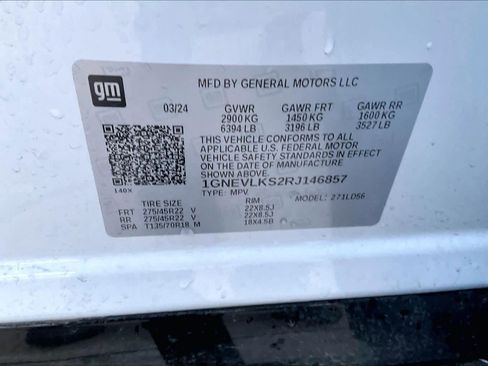 gm
MFD BY GENERAL MOTORS LLC
03/24 GVWR GAWR FRT GAWR RR
2900 KG 1450 KG 1600 KG
6394 LB 3196 LB 3527 LB
THIS VEHICLE CONFORMS TO ALL APPLICABLE
U.S. FEDERAL MOTOR VEHICLE SAFETY
STANDARDS IN EFFECT ON THE DATE OF
MANUFACTURE SHOWN ABOVE.
1GNEVLKS2RJ146857
140X
TYPE: MPV. MODEL: 271LD56
TIRE SIZE RIM
FRT 275/45R22 V 22X8.5J
RR 275/45R22 V 22X8.5J
SPA T135/70R18 M 18X4.5B